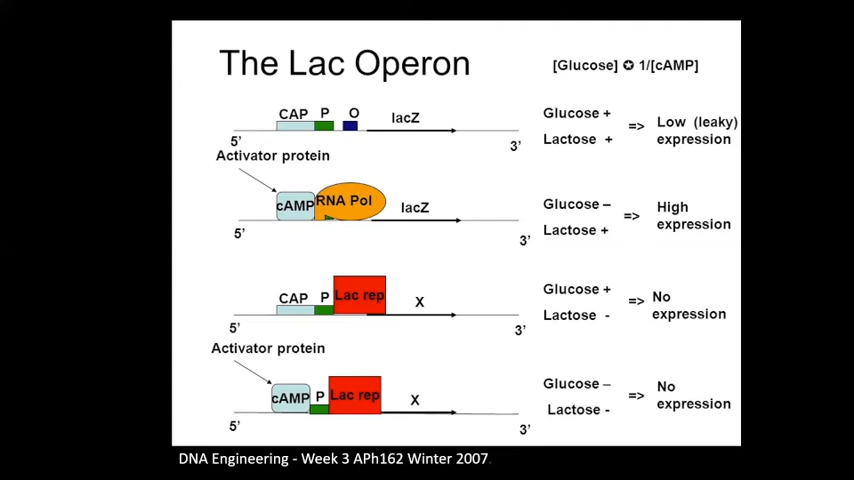 The Lac Operon
[Glucose] ✪ 1/[cAMP]
CAP P O lacZ
5’ 3’
Glucose +
Lactose +
=> Low (leaky)
expression
Activator protein
cAMP RNA Pol lacZ
5’ 3’
Glucose –
Lactose +
=> High
expression
CAP P Lac rep X
5’ 3’
Glucose +
Lactose -
=> No
expression
Activator protein
cAMP P Lac rep X
5’ 3’
Glucose –
Lactose -
=> No
expression
DNA Engineering - Week 3 APh162 Winter 2007.